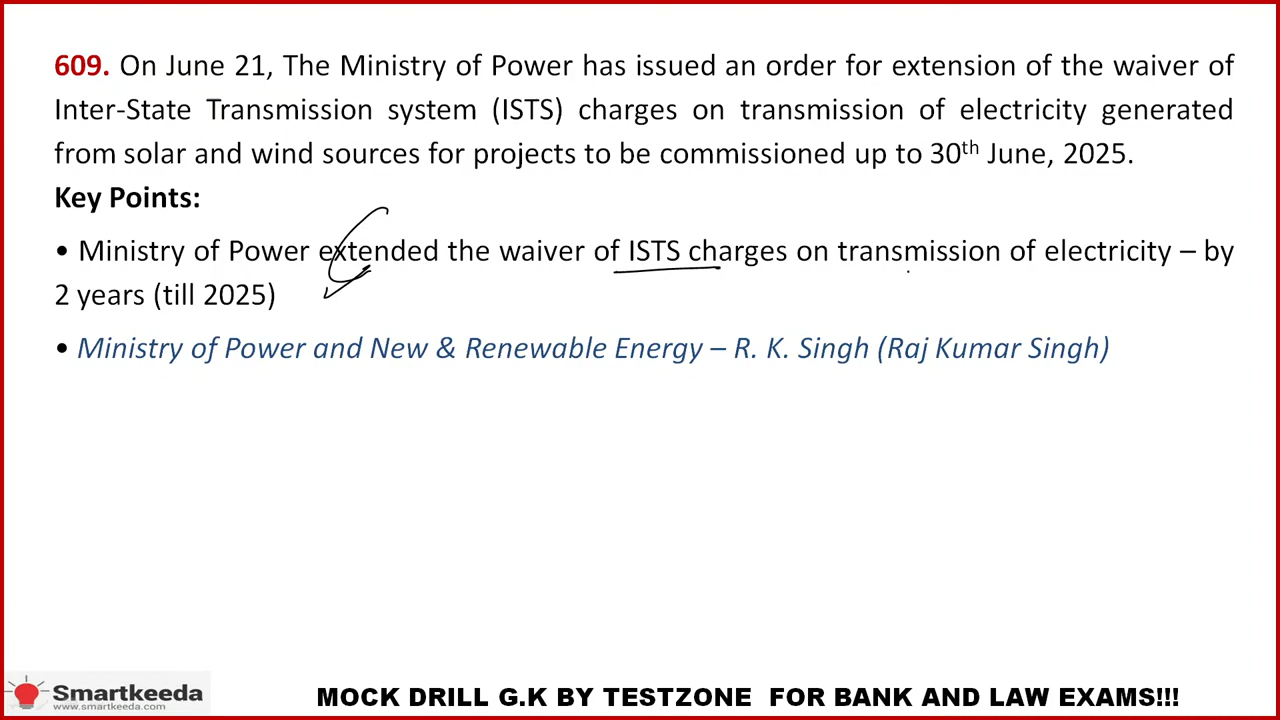 609. On June 21, The Ministry of Power has issued an order for extension of the waiver of
Inter-State Transmission system (ISTS) charges on transmission of electricity generated
from solar and wind sources for projects to be commissioned up to 30th June, 2025.
Key Points:
• Ministry of Power extended the waiver of ISTS charges on transmission of electricity – by
2 years (till 2025)
• Ministry of Power and New & Renewable Energy – R. K. Singh (Raj Kumar Singh)
Smartkeeda
www.smartkeeda.com
MOCK DRILL G.K BY TESTZONE FOR BANK AND LAW EXAMS!!!